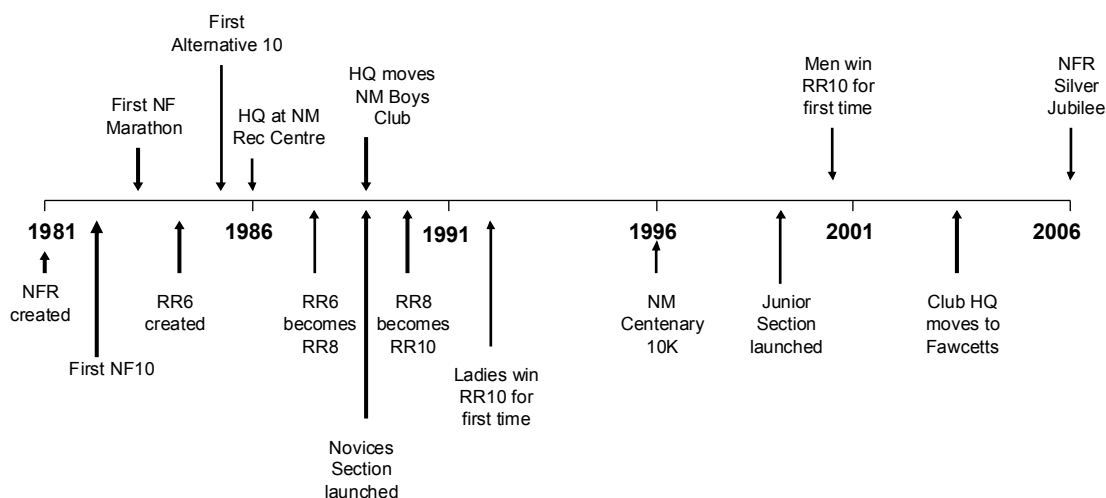 First
Alternative 10
First NF
Marathon
HQ at NM
Rec Centre
HQ moves
NM Boys
Club
Men win
RR10 for
first time
NFR
Silver
Jubilee
1981
1986
1991
1996
2001
2006
NFR
created
First NF10
RR6
created
RR6
becomes
RR8
Novices
Section
launched
RR8
becomes
RR10
Ladies win
RR10 for
first time
NM
Centenary
10K
Junior
Section
launched
Club HQ
moves to
Fawcetts